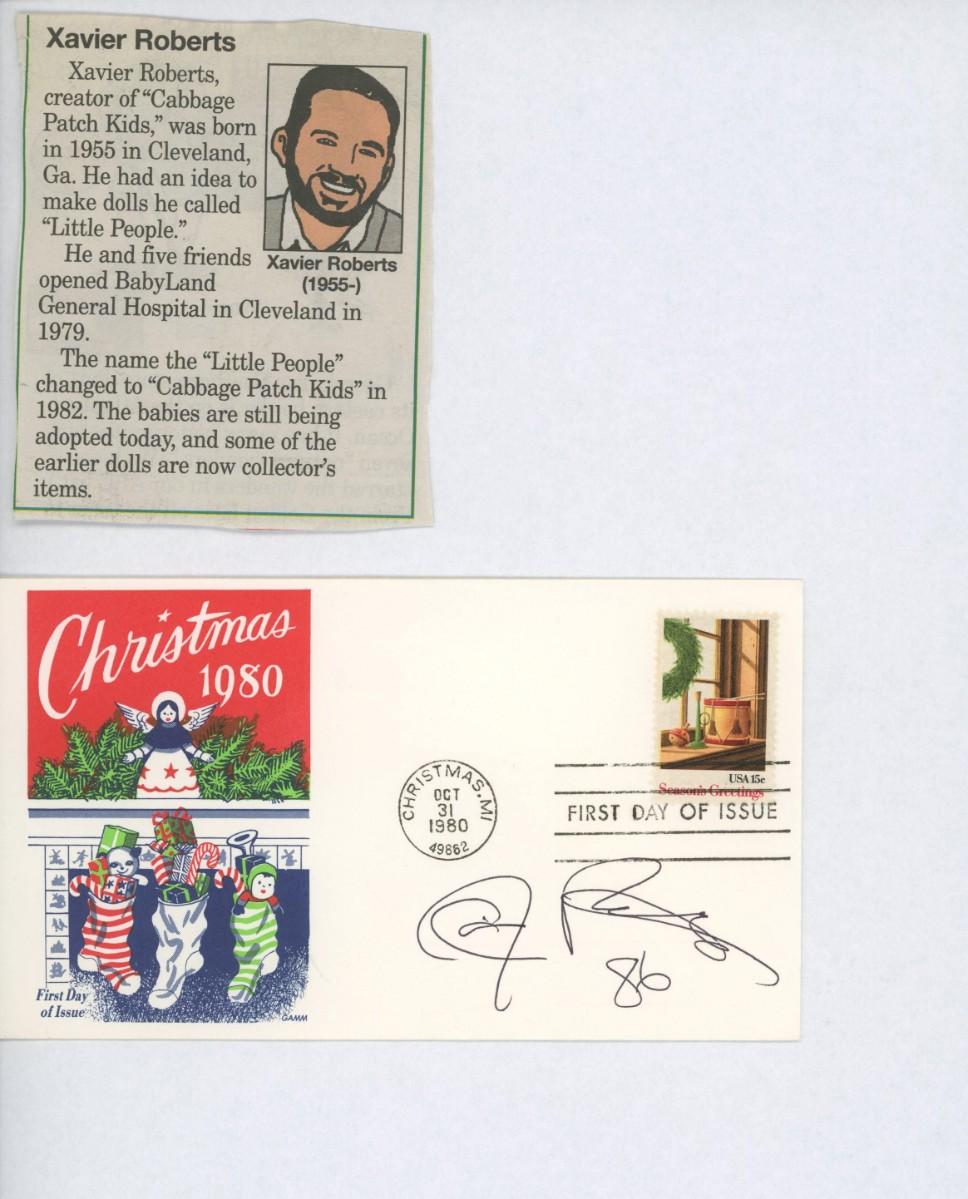 Xavier Roberts
Xavier Roberts,
creator of “Cabbage
Patch Kids,” was born
in 1955 in Cleveland,
Ga. He had an idea to
make dolls he called
“Little People.”
He and five friends
opened BabyLand
General Hospital in Cleveland in
1979.
The name the “Little People”
changed to “Cabbage Patch Kids” in
1982. The babies are still being
adopted today, and some of the
earlier dolls are now collector’s
items.
Xavier Roberts
(1955-)
Christmas
1980
First Day
of Issue
GAMM
CHRISTMAS, MI
OCT
31
1980
49862
USA 15c
Season's Greetings
FIRST DAY OF ISSUE
86